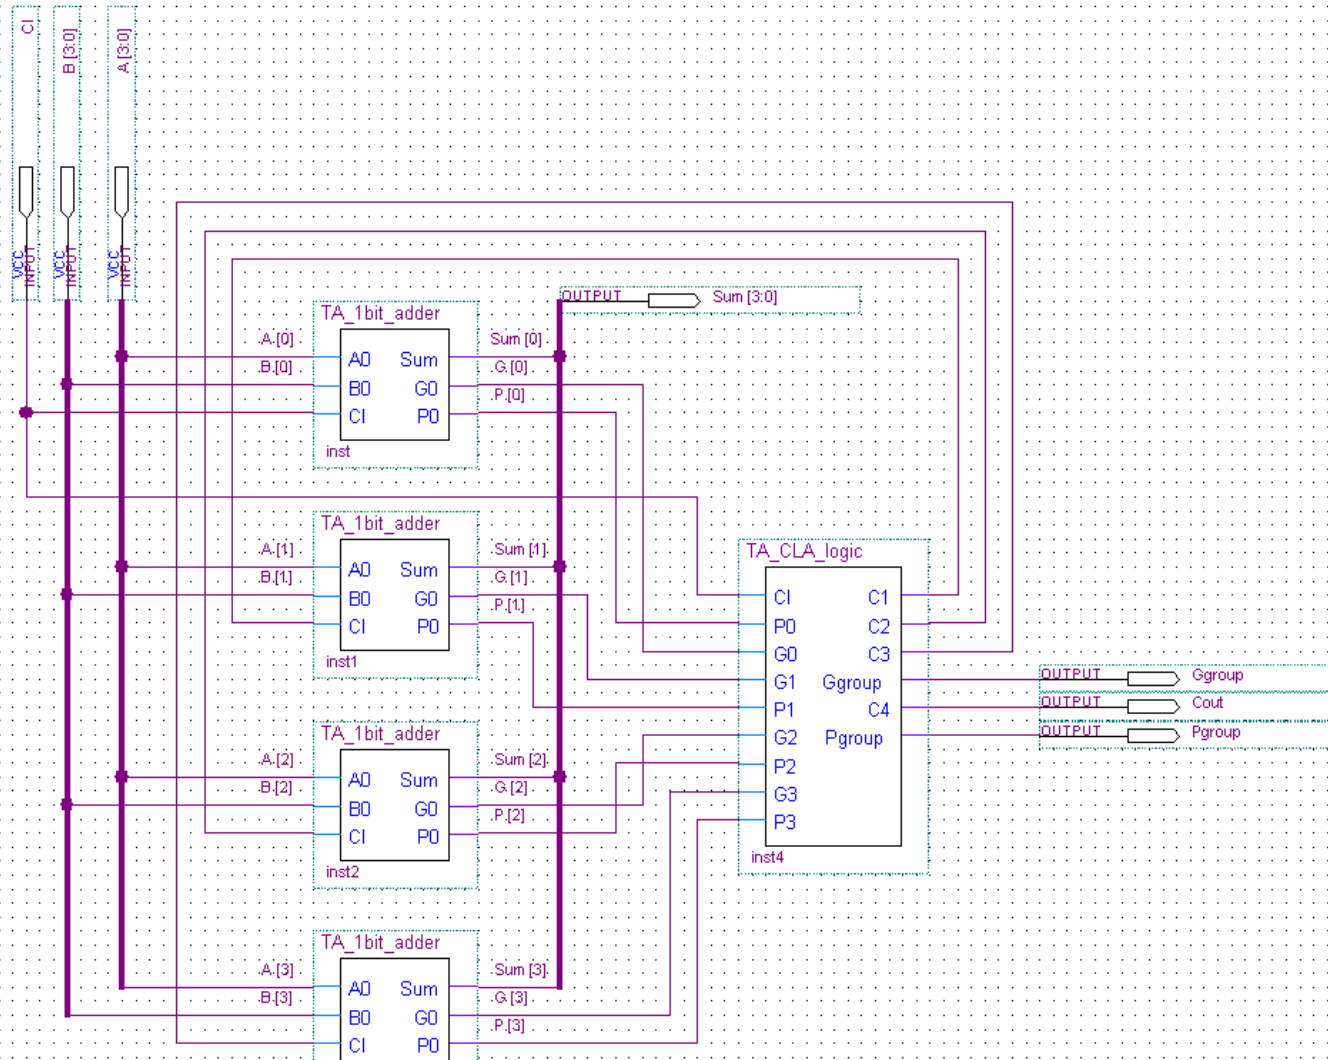 CI
B [3:0]
A [3:0]
VCC
INPUT
VCC
INPUT
VCC
INPUT
OUTPUT
Sum [3:0]
TA_1bit_adder
A [0]
B [0]
A0
B0
CI
Sum
G0
P0
Sum [0]
G [0]
P [0]
inst
TA_1bit_adder
A [1]
B [1]
A0
B0
CI
Sum
G0
P0
Sum [1]
G [1]
P [1]
inst1
TA_CLA_logic
CI
P0
G0
G1
P1
G2
P2
G3
P3
C1
C2
C3
Ggroup
C4
Pgroup
inst4
OUTPUT
Ggroup
OUTPUT
Cout
OUTPUT
Pgroup
TA_1bit_adder
A [2]
B [2]
A0
B0
CI
Sum
G0
P0
Sum [2]
G [2]
P [2]
inst2
TA_1bit_adder
A [3]
B [3]
A0
B0
CI
Sum
G0
P0
Sum [3]
G [3]
P [3]